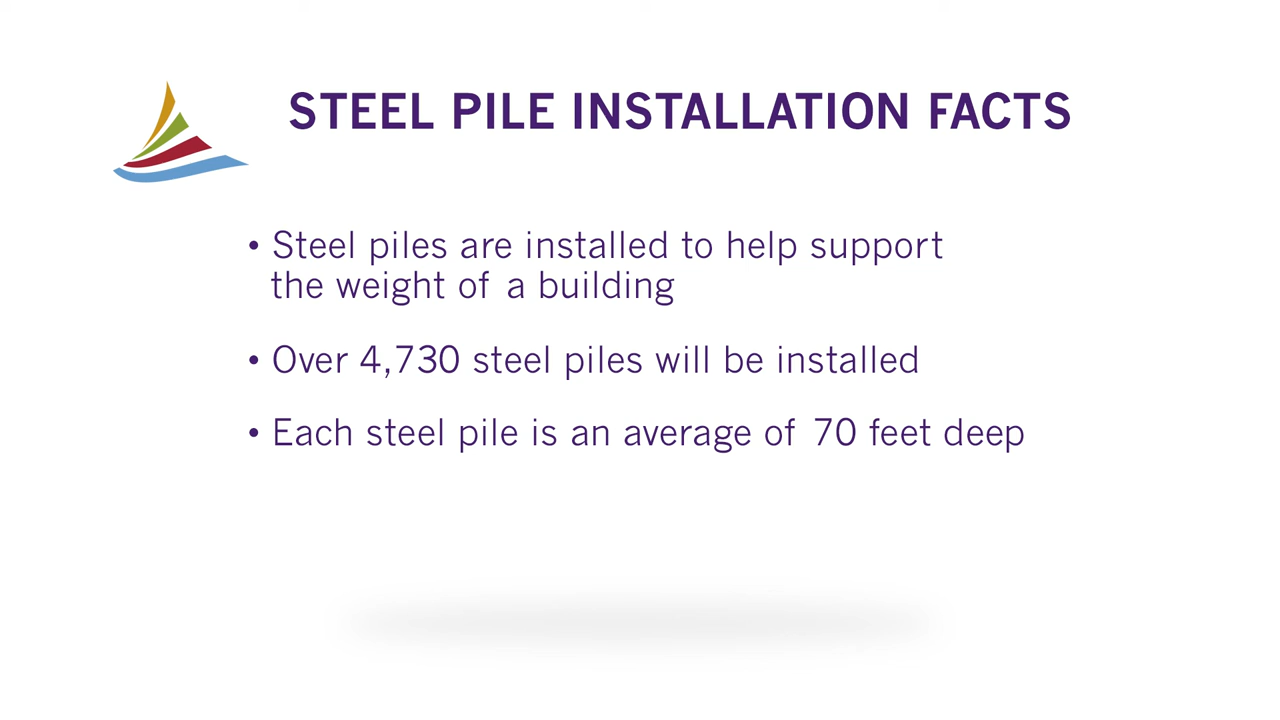 STEEL PILE INSTALLATION FACTS
• Steel piles are installed to help support
the weight of a building
• Over 4,730 steel piles will be installed
• Each steel pile is an average of 70 feet deep